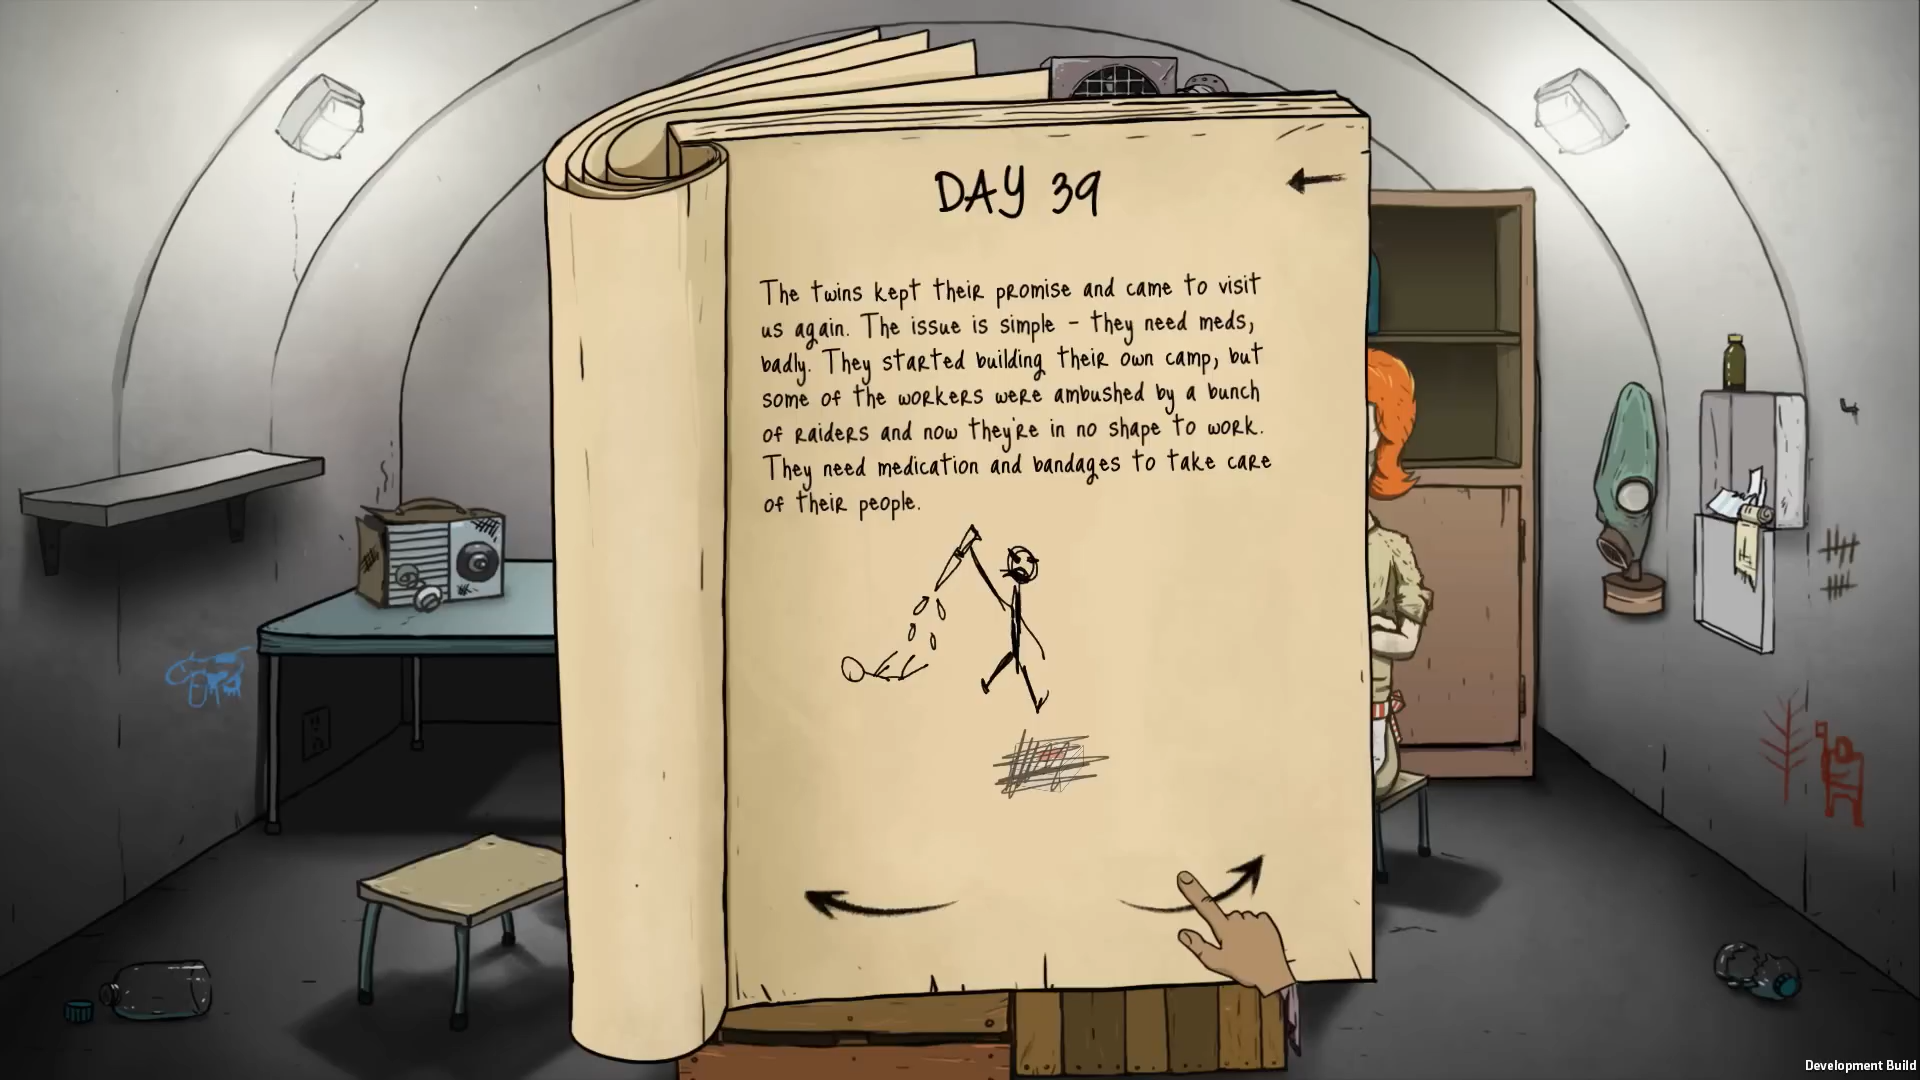 DAY 39
The twins kept their promise and came to visit
us again. The issue is simple - they need meds,
badly. They started building their own camp, but
some of the workers were ambushed by a bunch
of raiders and now they're in no shape to work.
They need medication and bandages to take care
of their people.
Development Build